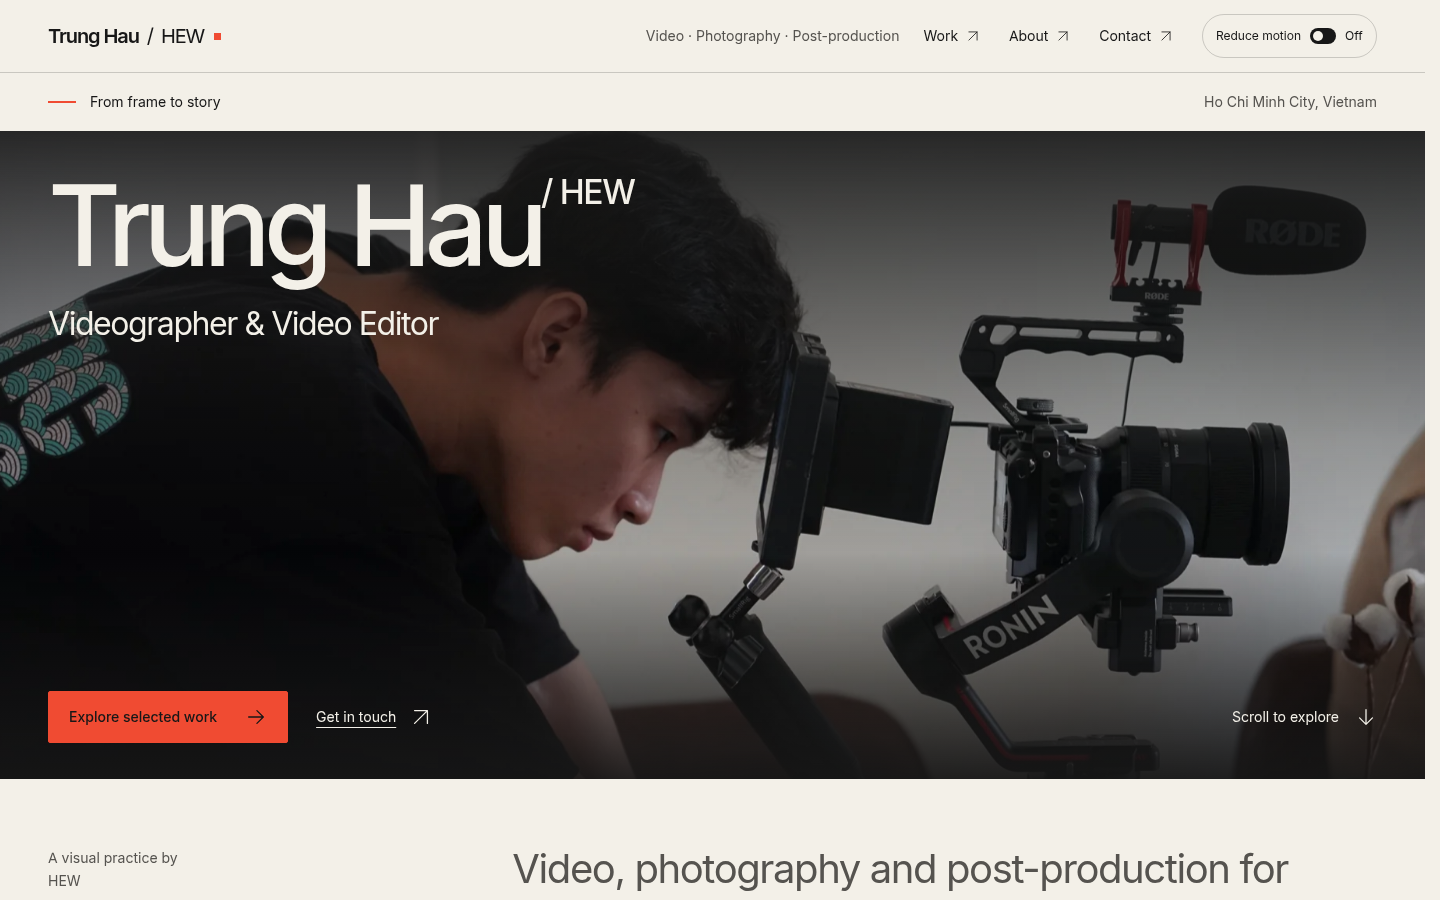 Trung Hau / HEW
Video · Photography · Post-production
Work
About
Contact
Reduce motion
Off
From frame to story
Ho Chi Minh City, Vietnam
Trung Hau / HEW
Videographer & Video Editor
RØDE
RØDE
RONIN
Explore selected work
Get in touch
Scroll to explore
A visual practice by
HEW
Video, photography and post-production for